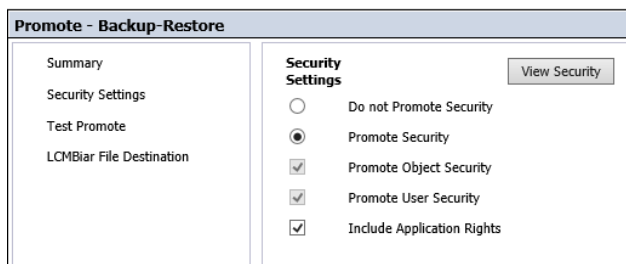 Promote - Backup-Restore
Summary
Security Settings
Test Promote
LCMBiar File Destination
Security
Settings
View Security
Do not Promote Security
Promote Security
Promote Object Security
Promote User Security
Include Application Rights